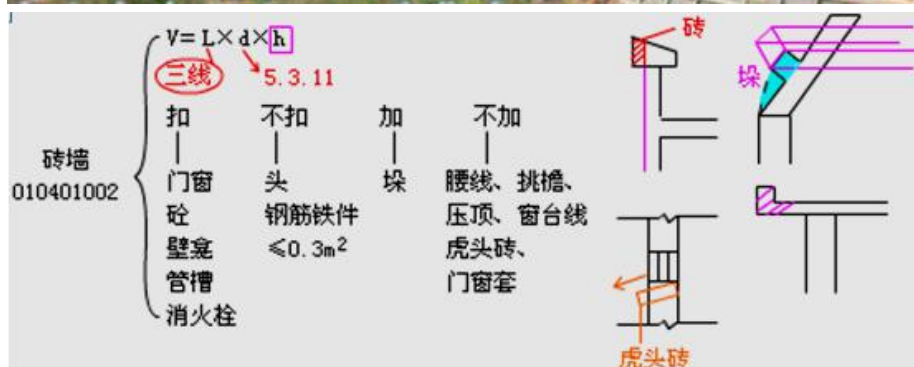 V=L×d×h
三线
5.3.11
扣 不扣 加 不加
砖墙
010401002
门窗 头 垛 腰线、挑檐、
砼 钢筋铁件 压顶、窗台线
壁龛 ≤0.3m² 虎头砖、
管槽 门窗套
消火栓
砖
垛
虎头砖